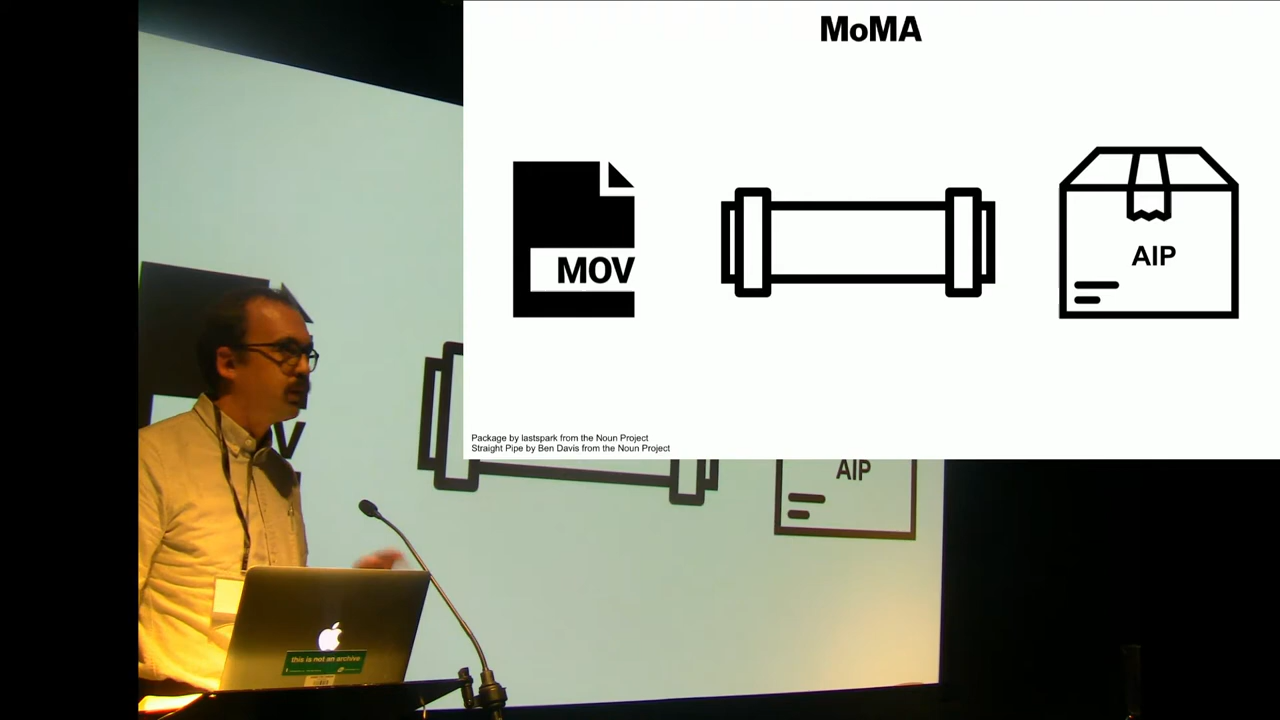 MoMA
MOV
AIP
Package by lastspark from the Noun Project
Straight Pipe by Ben Davis from the Noun Project
V
AIP
this is not an archive